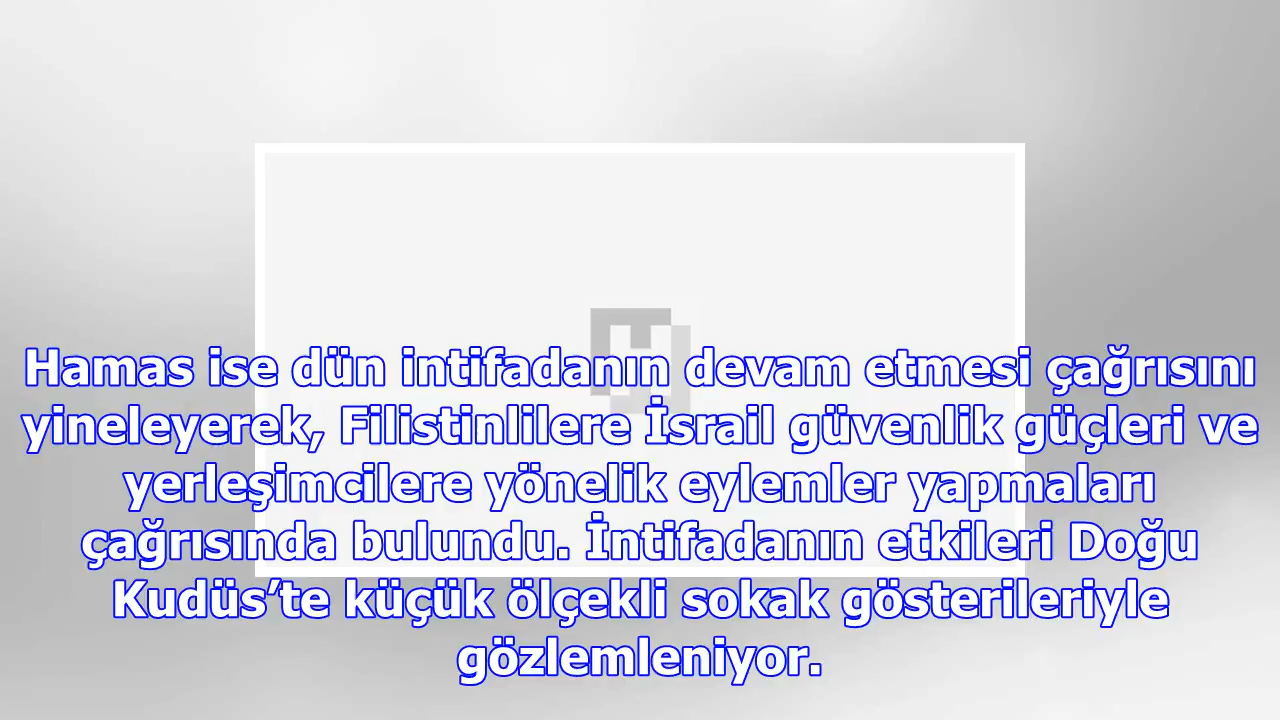 Hamas ise dün intifadanın devam etmesi çağrısını
yineleyerek, Filistinlilere İsrail güvenlik güçleri ve
yerleşimcilere yönelik eylemler yapmaları
çağrısında bulundu. İntifadanın etkileri Doğu
Kudüs’te küçük ölçekli sokak gösterileriyle
gözlemleniyor.